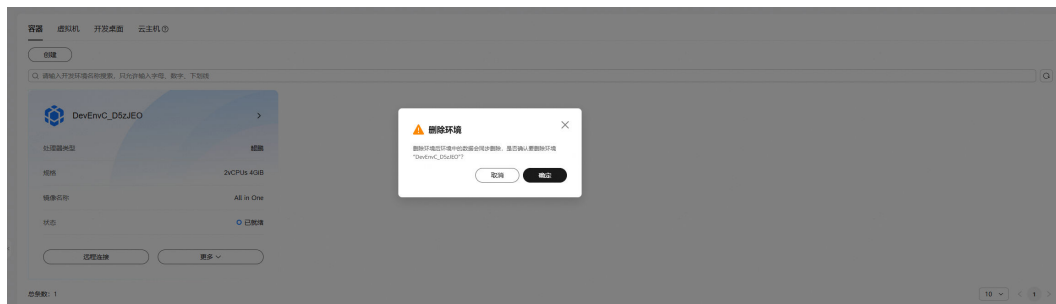 容器 虚拟机 开发桌面 云主机
创建
请输入开发环境名称搜索，只允许输入字母、数字、下划线
DevEnvC_D5zJEO
处理器类型 鲲鹏
规格 2vCPUs 4GiB
镜像名称 All in One
状态 已就绪
远程连接 更多
总条数：1
10 1
删除环境
删除环境后环境中的数据会同步删除，是否确认要删除环境
"DevEnvC_D5zJEO"?
取消 确定